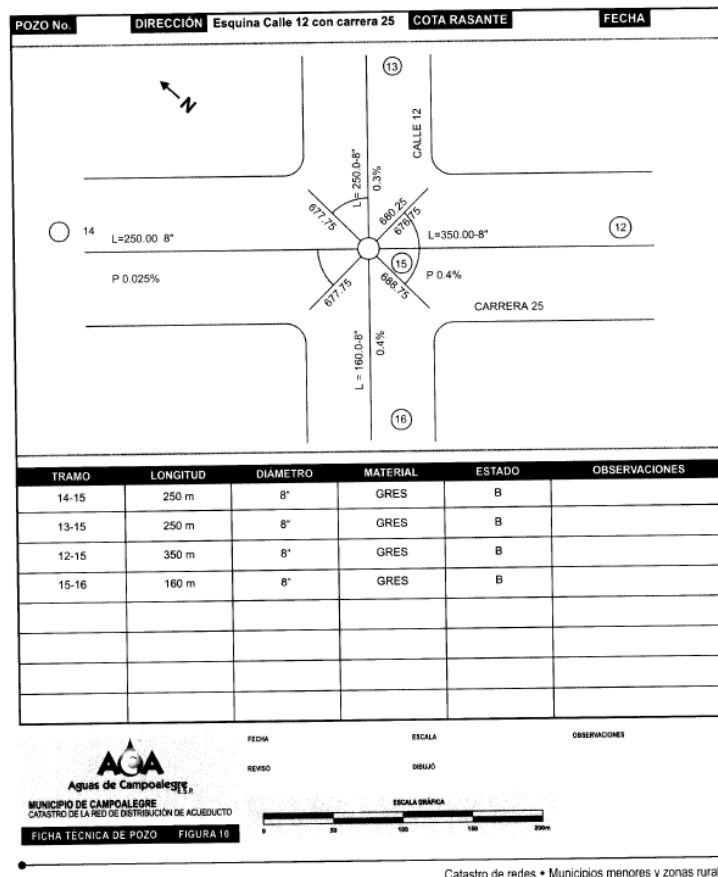 POZO No. DIRECCIÓN Esquina Calle 12 con carrera 25 COTA RASANTE FECHA
13
N
CALLE 12
L = 250.0-8"
0.3%
677.75
680.25
676.75
14
L=250.00 8"
L=350.00-8"
12
15
P 0.025%
P 0.4%
677.75
688.75
CARRERA 25
L = 160.0-8"
0.4%
16
TRAMO LONGITUD DIÁMETRO MATERIAL ESTADO OBSERVACIONES
14-15 250 m 8" GRES B
13-15 250 m 8" GRES B
12-15 350 m 8" GRES B
15-16 160 m 8" GRES B
FECHA ESCALA OBSERVACIONES
REVISÓ DIBUJÓ
AGA
Aguas de Campoalegre
E.S.P.
MUNICIPIO DE CAMPOALEGRE
CATASTRO DE LA RED DE DISTRIBUCIÓN DE ACUEDUCTO
ESCALA GRÁFICA
0 50 100 150 200m
FICHA TÉCNICA DE POZO FIGURA 10
Catastro de redes • Municipios menores y zonas rural